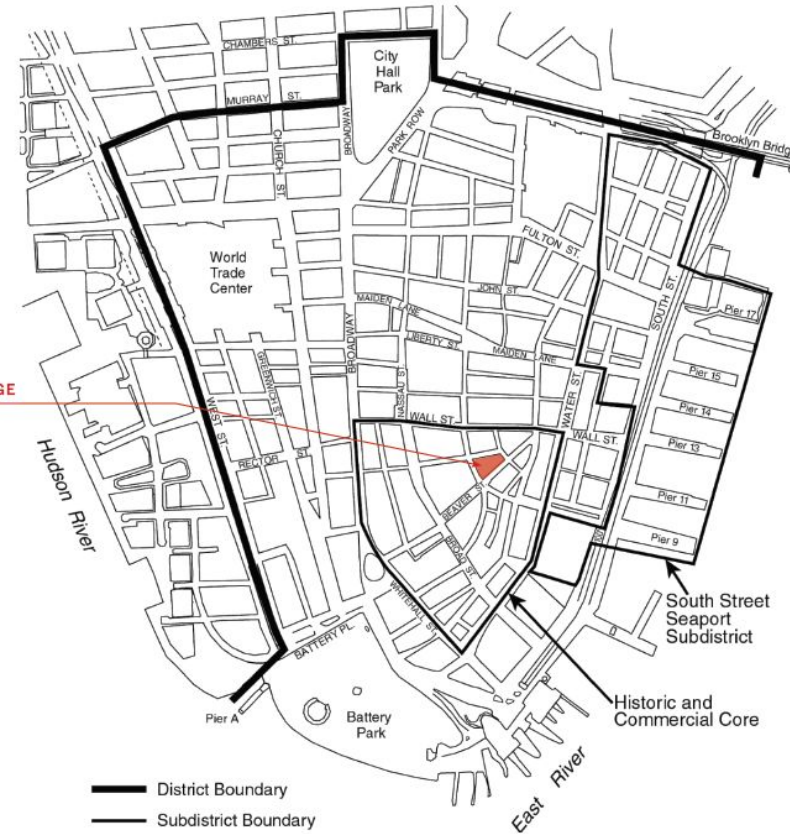 CHAMBERS ST.
City
Hall
Park
MURRAY ST.
BROADWAY
PARK ROW
CHURCH ST.
Brooklyn Bridg
World
Trade
Center
FULTON ST.
SOUTH ST.
JOHN ST.
MAIDEN LANE
Pier 17
BROADWAY
LIBERTY ST.
MAIDEN LANE
GREENWICH ST.
NASSAU ST.
WATER ST.
Pier 15
GE
WEST ST.
WALL ST.
WALL ST.
Pier 14
Pier 13
Hudson River
RECTOR ST.
BEAVER ST.
Pier 11
BROAD ST.
Pier 9
WHITEHALL ST.
South Street
Seaport
Subdistrict
BATTERY PL.
Pier A
Battery
Park
Historic and
Commercial Core
East River
District Boundary
Subdistrict Boundary